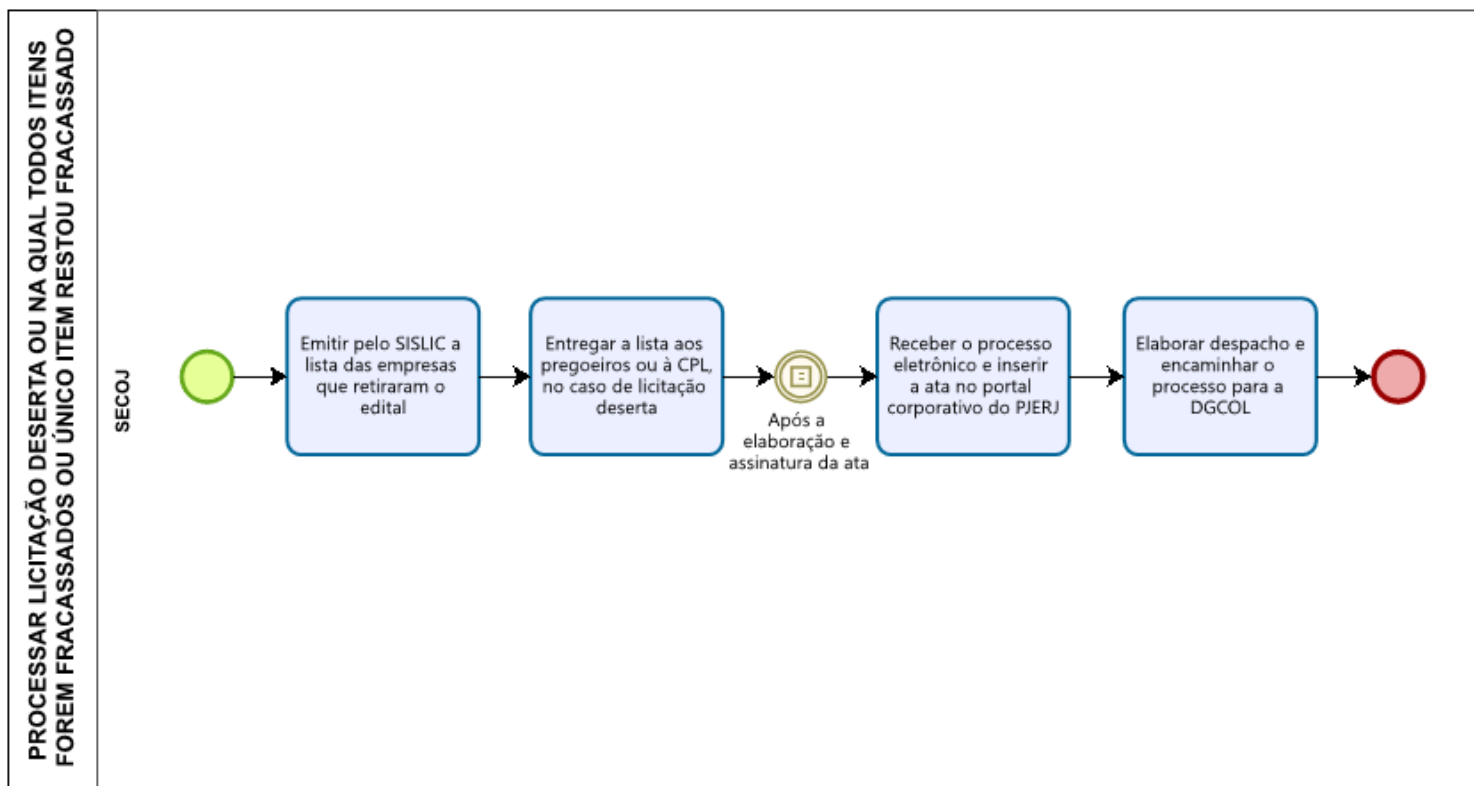 PROCESSAR LICITAÇÃO DESERTA OU NA QUAL TODOS ITENS
FOREM FRACASSADOS OU ÚNICO ITEM RESTOU FRACASSADO
SECOJ
Emitir pelo SISLIC a
lista das empresas
que retiraram o
edital
Entregar a lista aos
pregoeiros ou à CPL,
no caso de licitação
deserta
Após a
elaboração e
assinatura da ata
Receber o processo
eletrônico e inserir
a ata no portal
corporativo do PJERJ
Elaborar despacho e
encaminhar o
processo para a
DGCOL